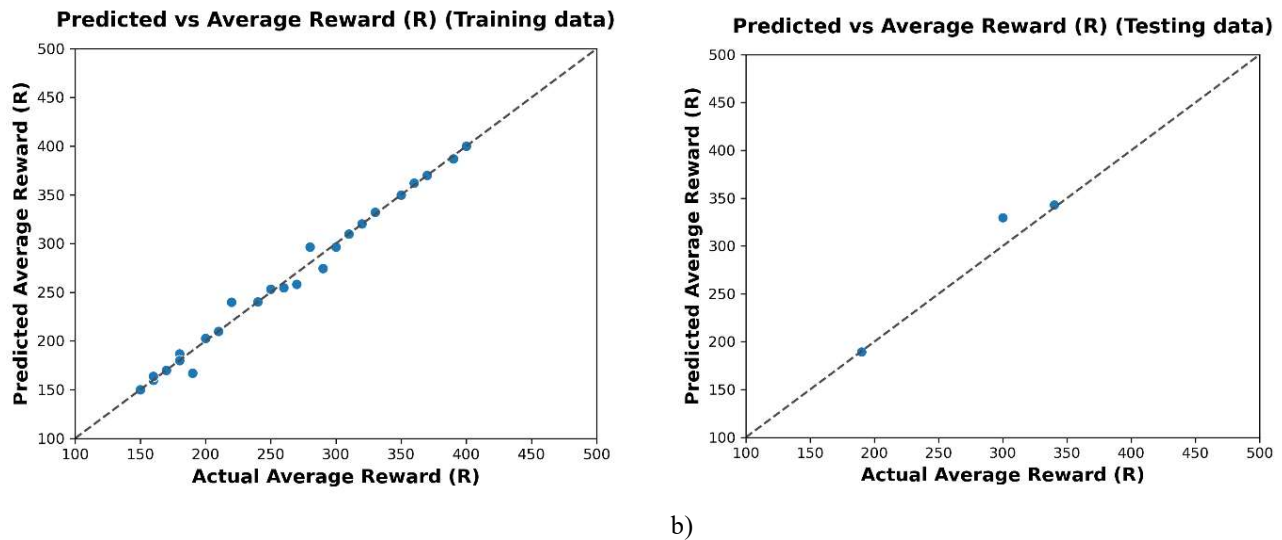 Predicted vs Average Reward (R) (Training data)
500
450
400
350
300
250
200
150
100
Predicted Average Reward (R)
100 150 200 250 300 350 400 450 500
Actual Average Reward (R)
Predicted vs Average Reward (R) (Testing data)
500
450
400
350
300
250
200
150
100
Predicted Average Reward (R)
100 150 200 250 300 350 400 450 500
Actual Average Reward (R)
b)